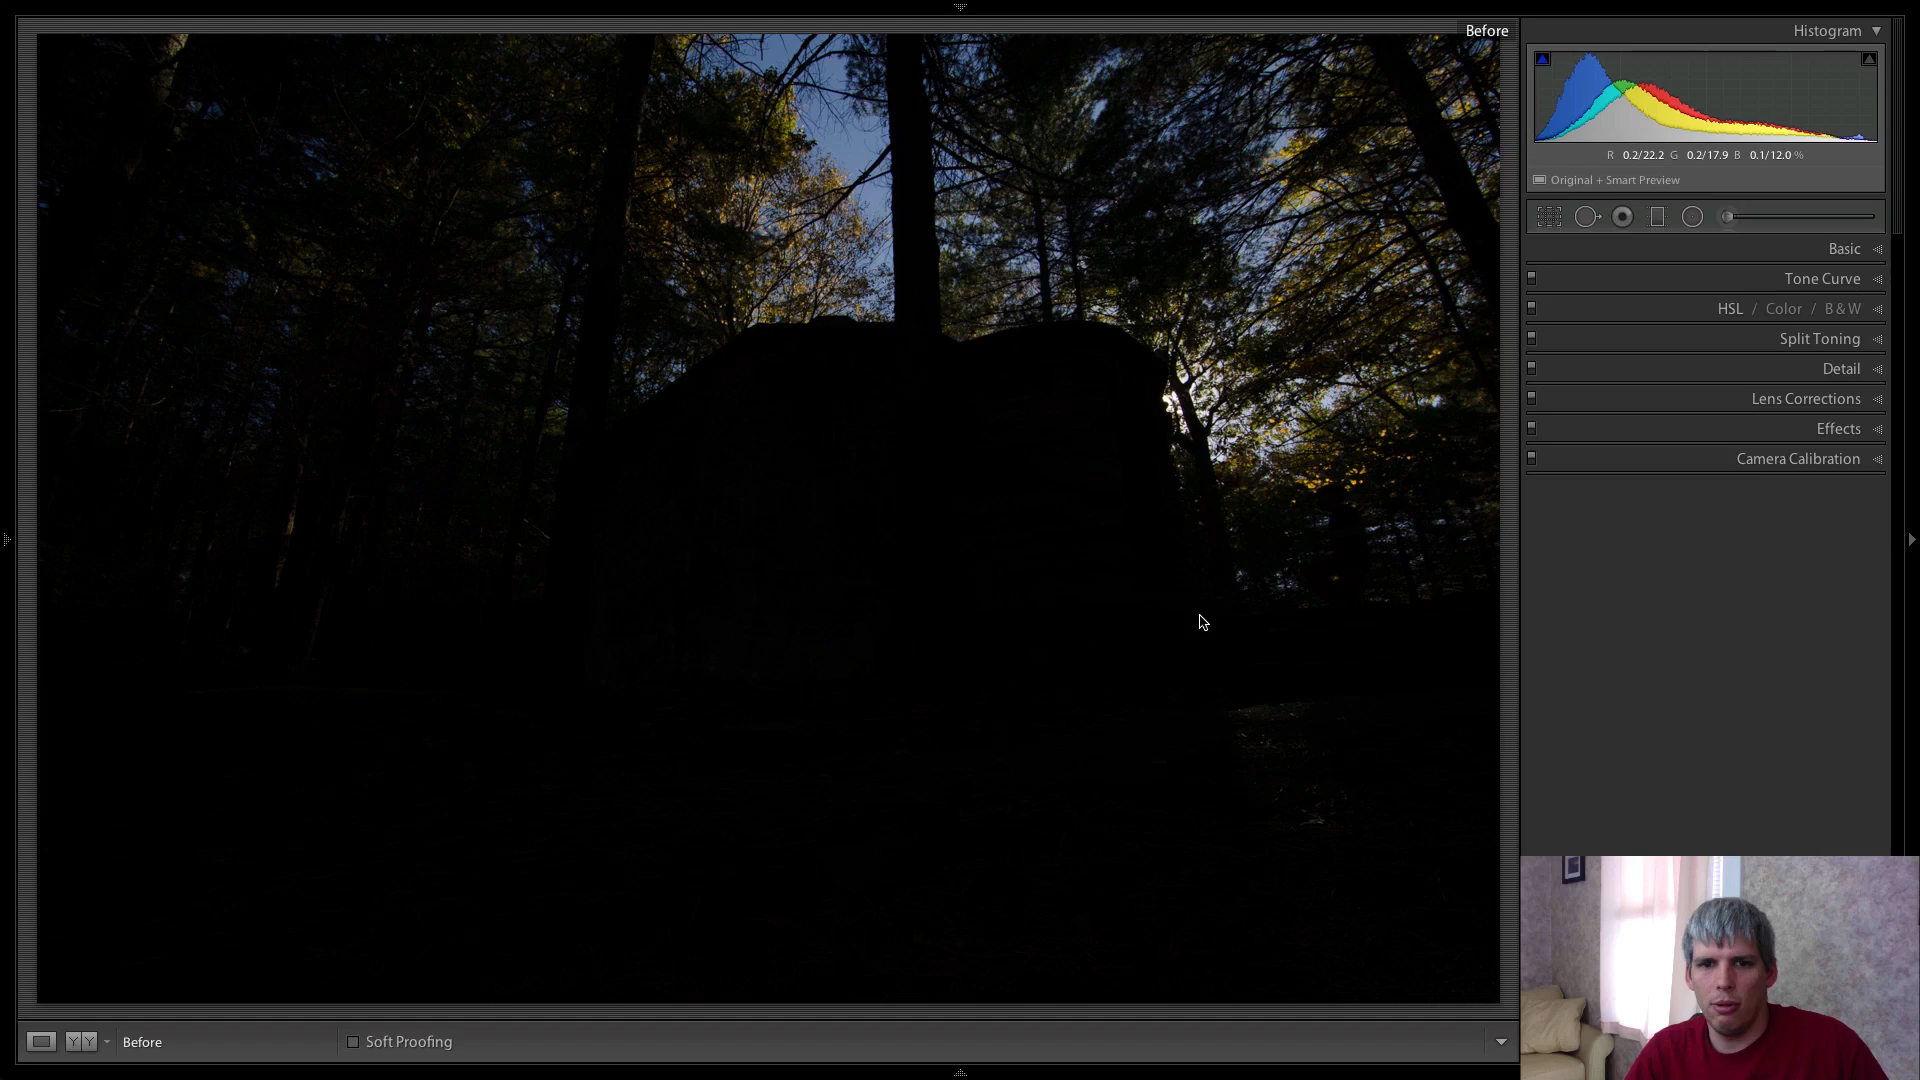 Before
Histogram
R 0.2/22.2 G 0.2/17.9 B 0.1/12.0 %
Original + Smart Preview
Basic
Tone Curve
HSL / Color / B & W
Split Toning
Detail
Lens Corrections
Effects
Camera Calibration
Y Y Before Soft Proofing